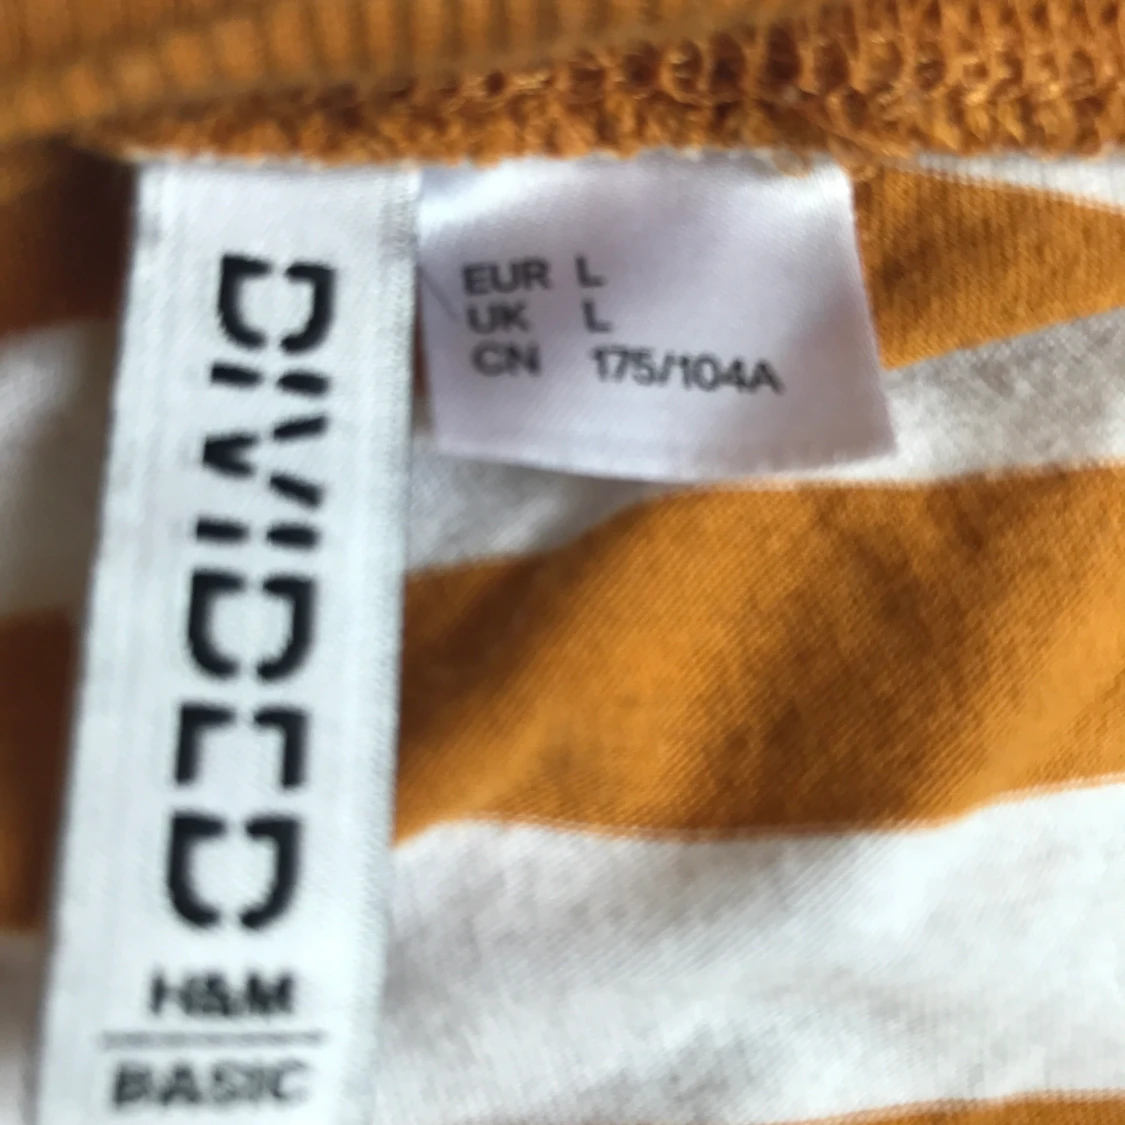 DIVIDED
H&M
BASIC
EUR L
UK L
CN 175/104A